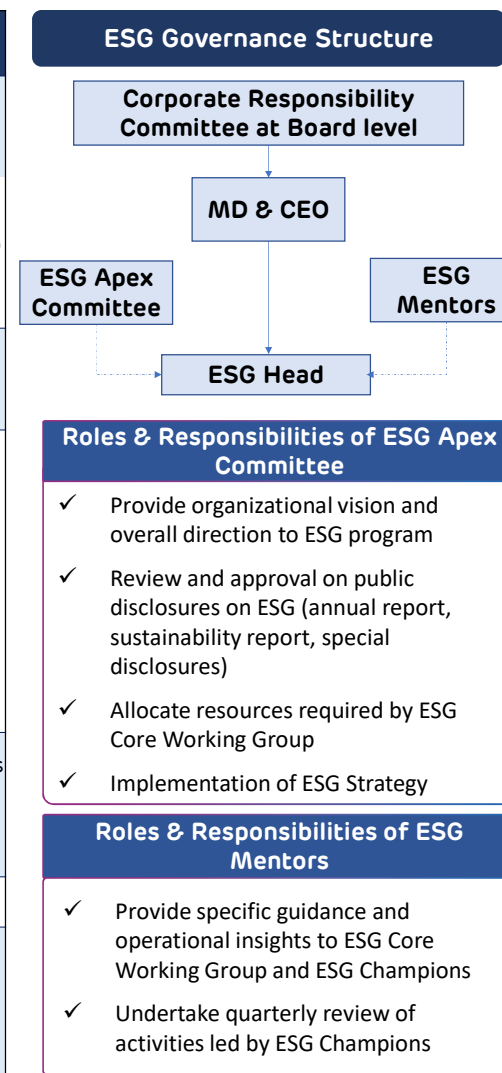 ESG Governance Structure
Corporate Responsibility
Committee at Board level
MD & CEO
ESG Apex
Committee
ESG
Mentors
ESG Head
Roles & Responsibilities of ESG Apex
Committee
✓ Provide organizational vision and
overall direction to ESG program
✓ Review and approval on public
disclosures on ESG (annual report,
sustainability report, special
disclosures)
✓ Allocate resources required by ESG
Core Working Group
✓ Implementation of ESG Strategy
Roles & Responsibilities of ESG
Mentors
✓ Provide specific guidance and
operational insights to ESG Core
Working Group and ESG Champions
✓ Undertake quarterly review of
activities led by ESG Champions